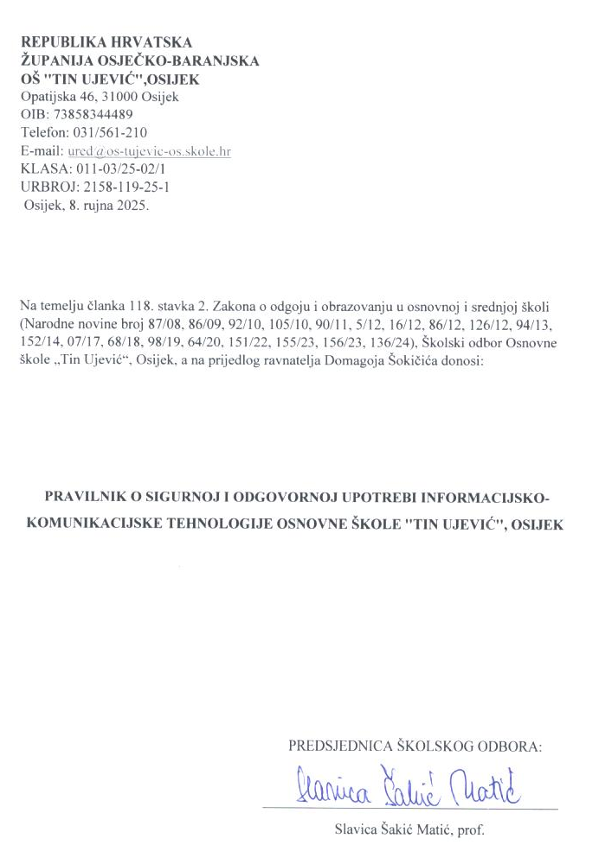 REPUBLIKA HRVATSKA
ŽUPANIJA OSJEČKO-BARANJSKA
OŠ "TIN UJEVIĆ",OSIJEK
Opatijska 46, 31000 Osijek
OIB: 73858344489
Telefon: 031/561-210
E-mail: ured@os-tujevic-os.skole.hr
KLASA: 011-03/25-02/1
URBROJ: 2158-119-25-1
Osijek, 8. rujna 2025.
Na temelju članka 118. stavka 2. Zakona o odgoju i obrazovanju u osnovnoj i srednjoj školi
(Narodne novine broj 87/08, 86/09, 92/10, 105/10, 90/11, 5/12, 16/12, 86/12, 126/12, 94/13,
152/14, 07/17, 68/18, 98/19, 64/20, 151/22, 155/23, 156/23, 136/24), Školski odbor Osnovne
škole „Tin Ujević“, Osijek, a na prijedlog ravnatelja Domagoja Šokičića donosi:
PRAVILNIK O SIGURNOJ I ODGOVORNOJ UPOTREBI INFORMACIJSKO-
KOMUNIKACIJSKE TEHNOLOGIJE OSNOVNE ŠKOLE "TIN UJEVIĆ", OSIJEK
PREDSJEDNICA ŠKOLSKOG ODBORA:
Slavica Šakić Matić
Slavica Šakić Matić, prof.